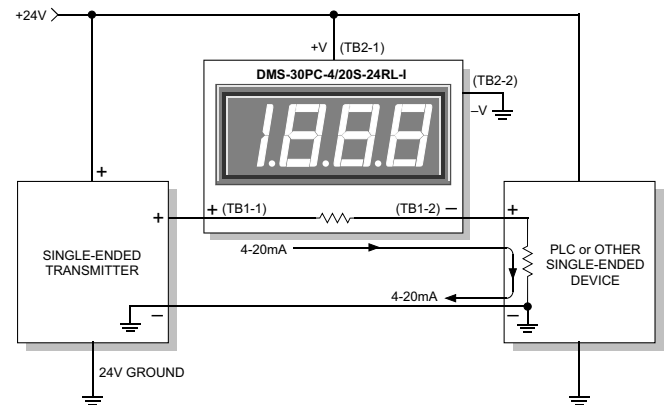 +24V
+V (TB2-1)
DMS-30PC-4/20S-24RL-I
(TB2-2)
–V
1.8.8.8
+
+
+ (TB1-1)
(TB1-2) –
+
SINGLE-ENDED
TRANSMITTER
4-20mA
PLC or OTHER
SINGLE-ENDED
DEVICE
4-20mA
–
–
24V GROUND